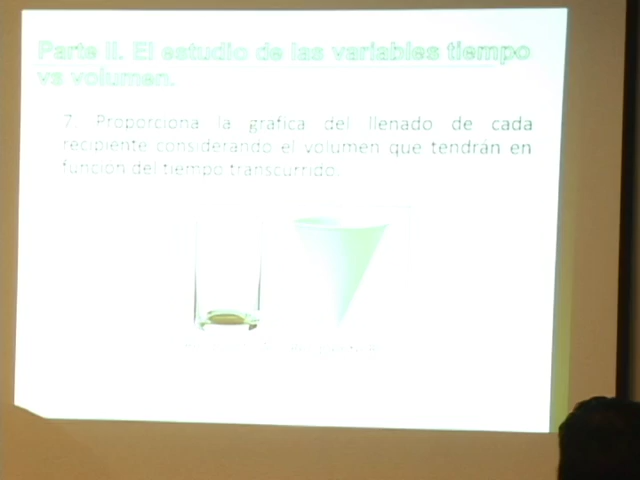 Parte II. El estudio de las variables tiempo
vs volumen.
7. Proporciona la grafica del llenado de cada
recipiente considerando el volumen que tendrán en
funcion del tiempo transcurrido.